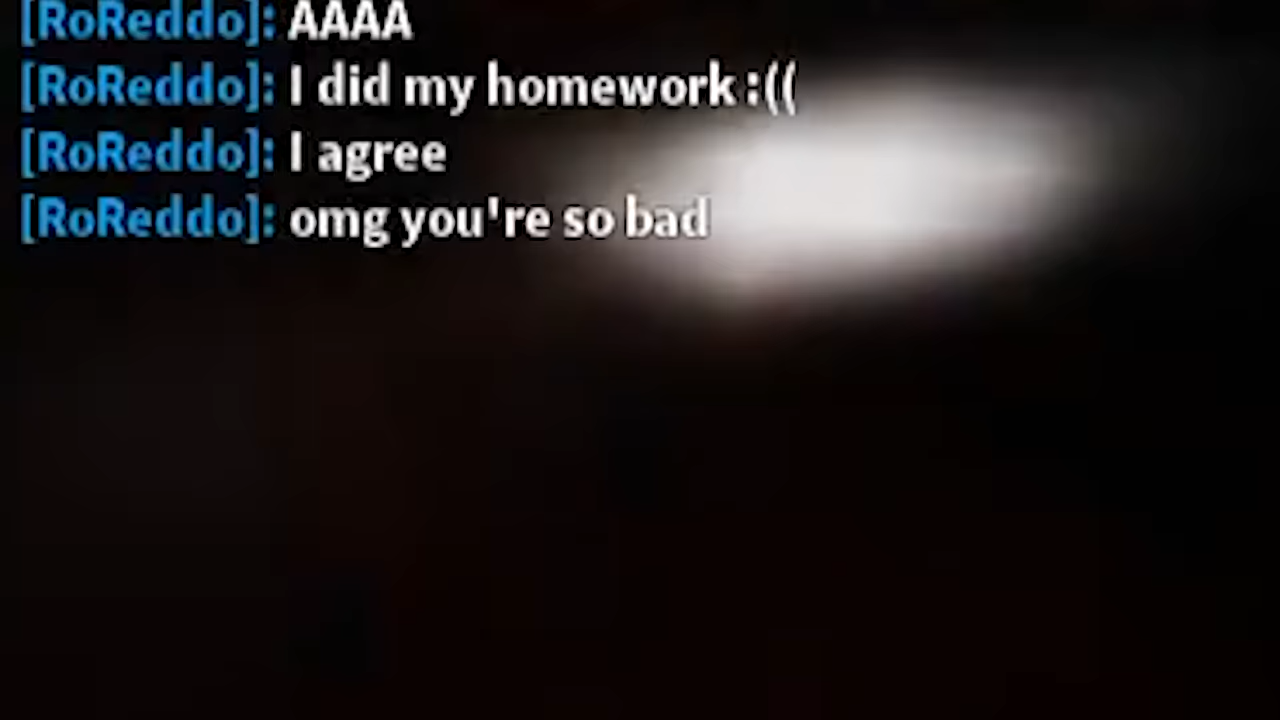 [RoReddo]: AAAA
[RoReddo]: I did my homework :((
[RoReddo]: I agree
[RoReddo]: omg you're so bad